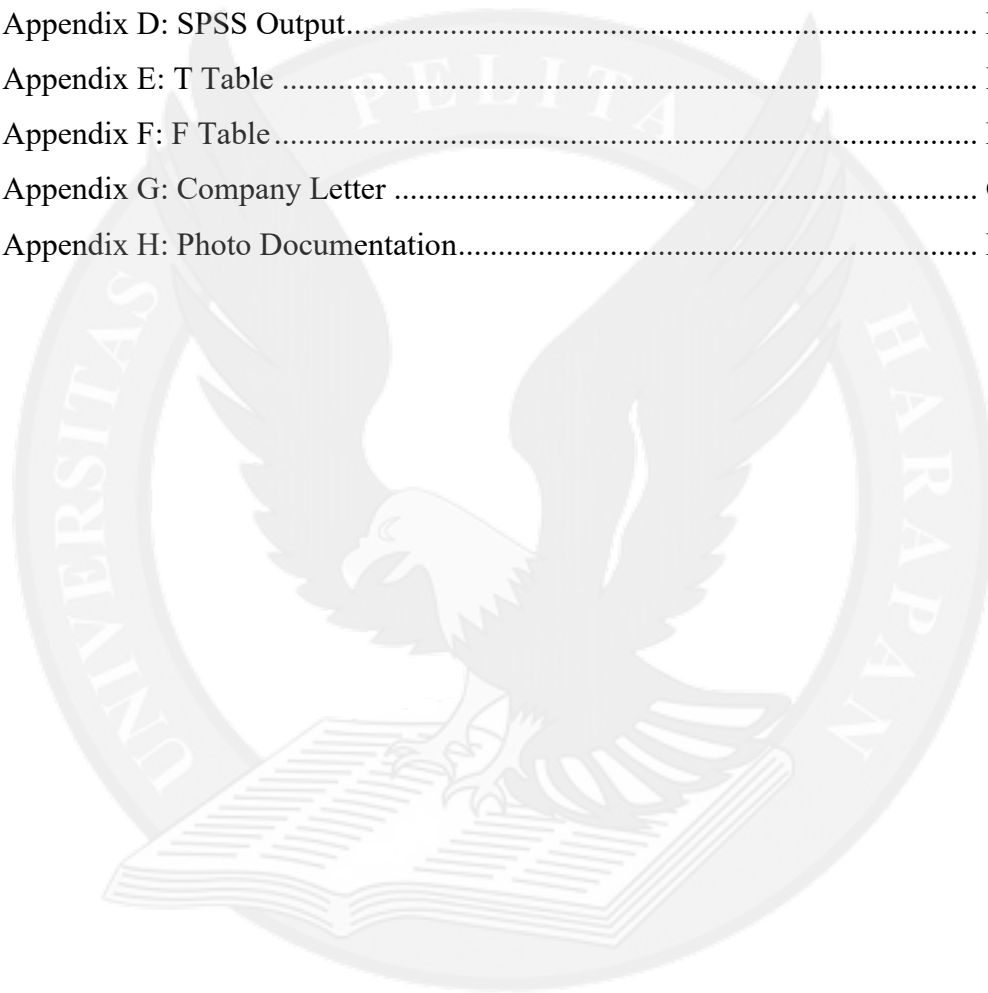 Appendix D: SPSS Output..................................................................................
Appendix E: T Table ..........................................................................................
Appendix F: F Table...........................................................................................
Appendix G: Company Letter ............................................................................
Appendix H: Photo Documentation....................................................................
UNIVERSITAS PELITA HARAPAN